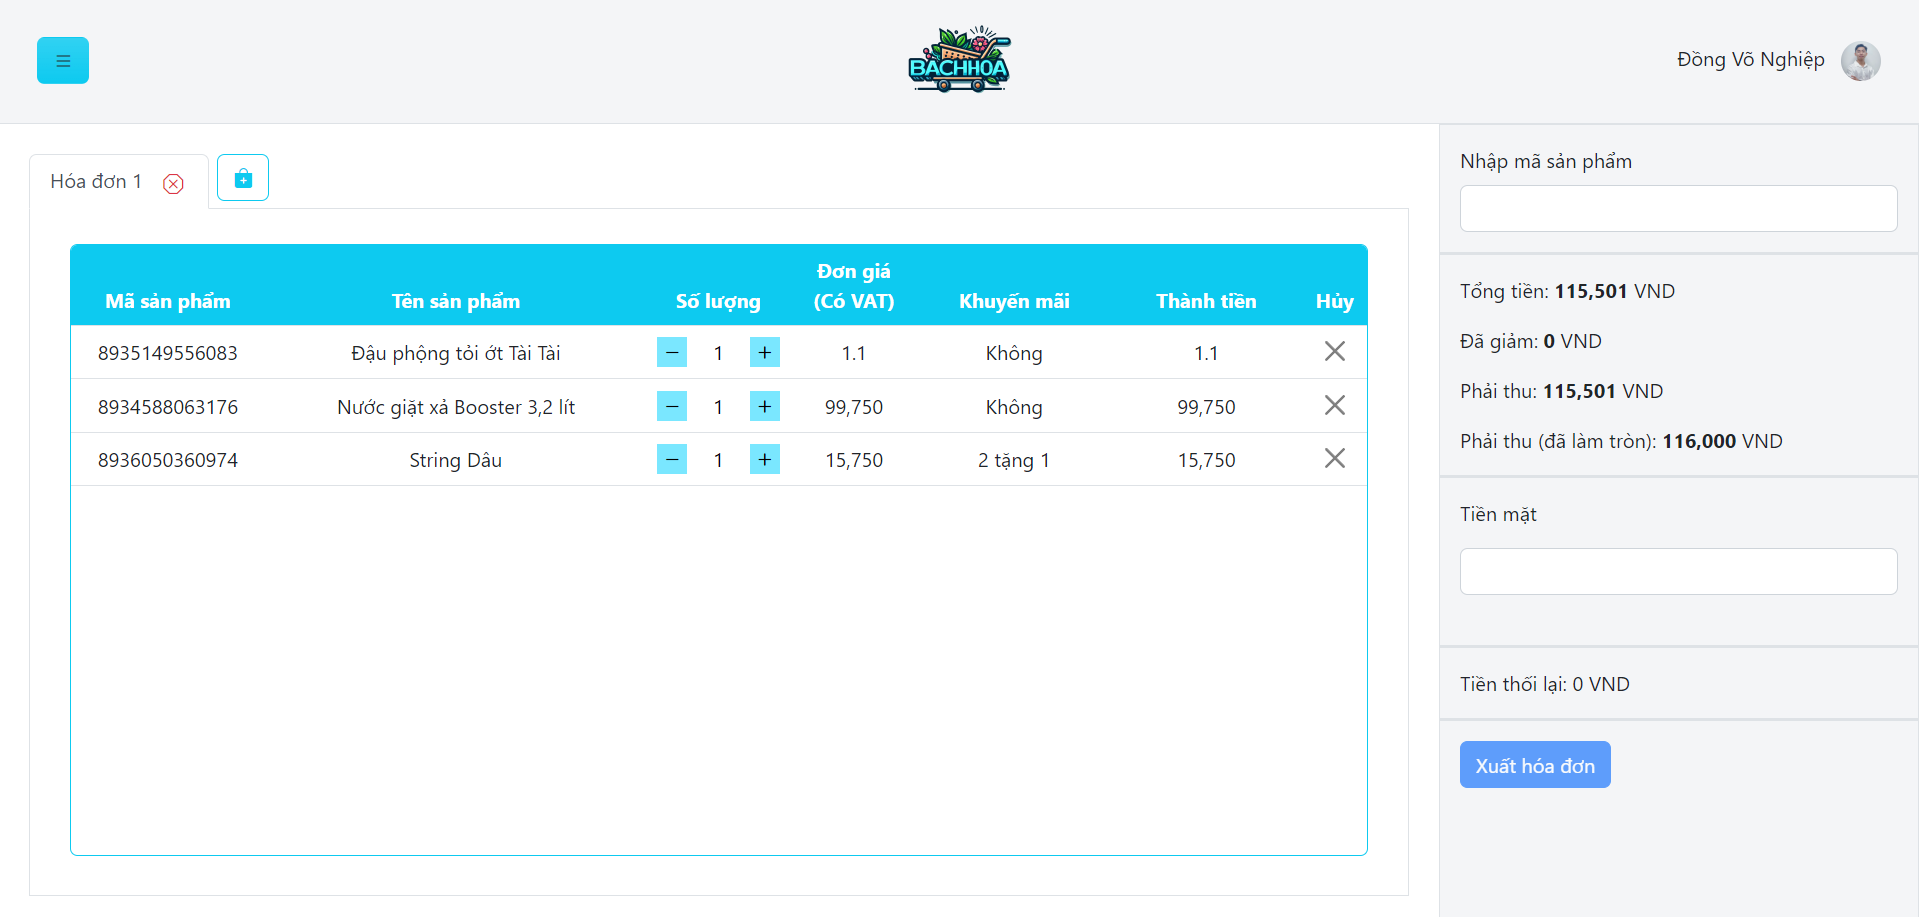 BACHHOA
Đồng Võ Nghiệp
Hóa đơn 1
Mã sản phẩm Tên sản phẩm Số lượng Đơn giá (Có VAT) Khuyến mãi Thành tiền Hủy
8935149556083 Đậu phộng tỏi ớt Tài Tài − 1 + 1.1 Không 1.1
8934588063176 Nước giặt xả Booster 3,2 lít − 1 + 99,750 Không 99,750
8936050360974 String Dâu − 1 + 15,750 2 tặng 1 15,750
Nhập mã sản phẩm
Tổng tiền: 115,501 VND
Đã giảm: 0 VND
Phải thu: 115,501 VND
Phải thu (đã làm tròn): 116,000 VND
Tiền mặt
Tiền thối lại: 0 VND
Xuất hóa đơn